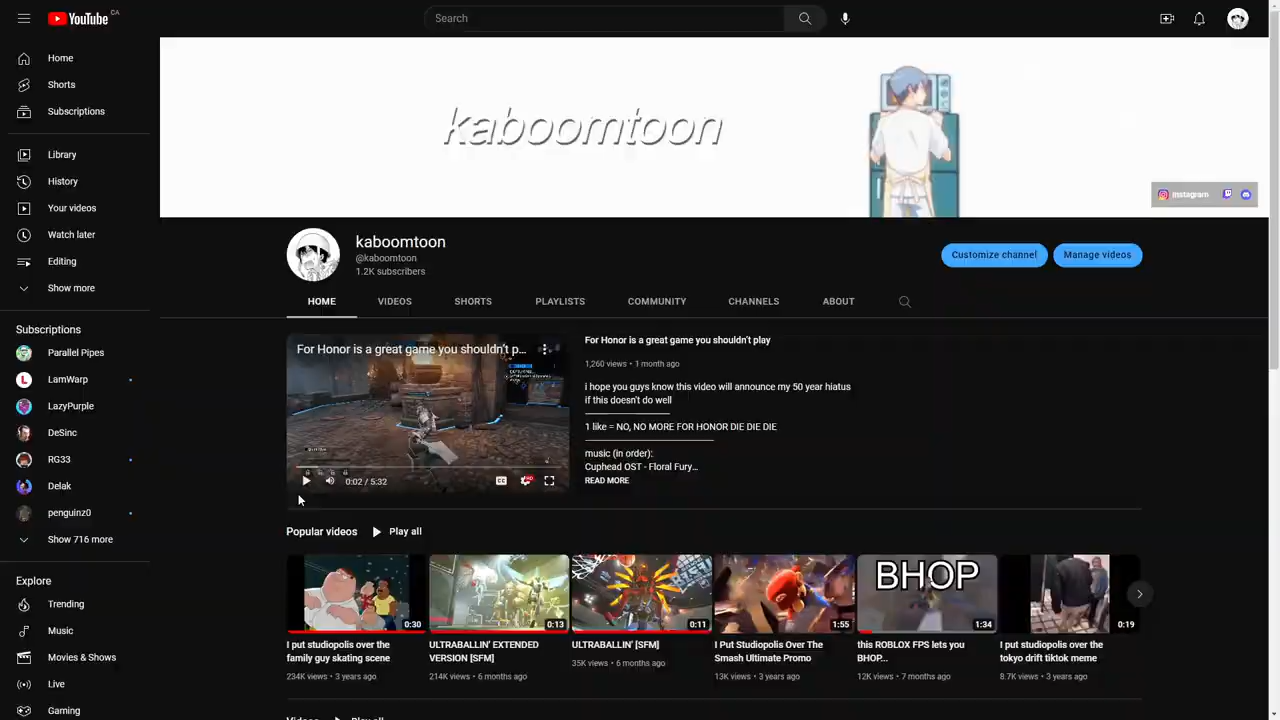 YouTube CA
Search
Home
Shorts
Subscriptions
Library
History
Your videos
Watch later
Editing
Show more
Subscriptions
Parallel Pipes
LamWarp
LazyPurple
DeSinc
RG33
Delak
penguinz0
Show 716 more
Explore
Trending
Music
Movies & Shows
Live
Gaming
kaboomtoon
Instagram
kaboomtoon
@kaboomtoon
1.2K subscribers
Customize channel
Manage videos
HOME
VIDEOS
SHORTS
PLAYLISTS
COMMUNITY
CHANNELS
ABOUT
For Honor is a great game you shouldn't p...
0:02 / 5:32
For Honor is a great game you shouldn't play
1,260 views • 1 month ago
i hope you guys know this video will announce my 50 year hiatus
if this doesn't do well
1 like = NO, NO MORE FOR HONOR DIE DIE DIE
music (in order):
Cuphead OST - Floral Fury...
READ MORE
Popular videos
Play all
0:30
I put studiopolis over the
family guy skating scene
234K views • 3 years ago
0:13
ULTRABALLIN' EXTENDED
VERSION [SFM]
214K views • 6 months ago
0:11
ULTRABALLIN' [SFM]
35K views • 6 months ago
1:55
I Put Studiopolis Over The
Smash Ultimate Promo
13K views • 3 years ago
BHOP
1:34
this ROBLOX FPS lets you
BHOP...
12K views • 7 months ago
0:19
I put studiopolis over the
tokyo drift tiktok meme
8.7K views • 3 years ago
Videos
Play all